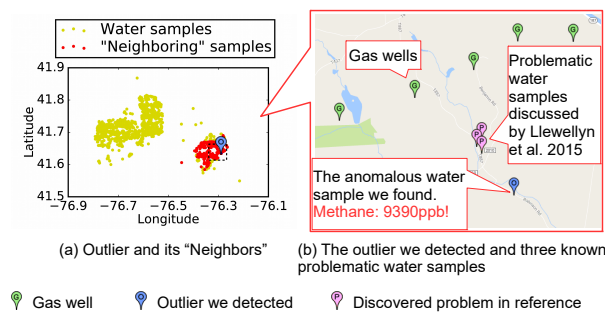 Water samples
"Neighboring" samples
41.9
41.8
41.7
41.6
41.5
Latitude
−76.9
−76.7
−76.5
−76.3
−76.1
Longitude
(a) Outlier and its “Neighbors”
Gas wells
Problematic
water
samples
discussed
by Llewellyn
et al. 2015
G
G
G
G
G
P
P
P
P
O
The anomalous water
sample we found.
Methane: 9390ppb!
(b) The outlier we detected and three known
problematic water samples
G Gas well
O Outlier we detected
P Discovered problem in reference